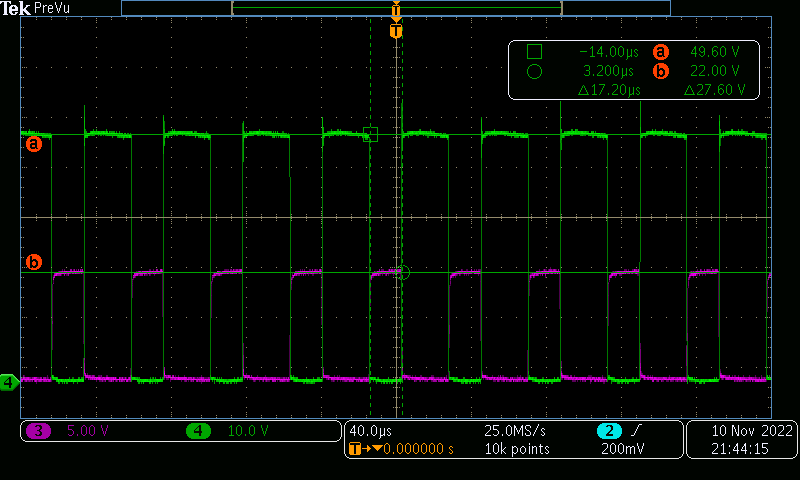 Tek PreVu
T
T
-14.00µs a 49.60 V
3.200µs b 22.00 V
Δ17.20µs Δ27.60 V
a
b
4
3 5.00 V 4 10.0 V
40.0µs 25.0MS/s 2
T→▼0.000000 s 10k points 200mV
10 Nov 2022
21:44:15